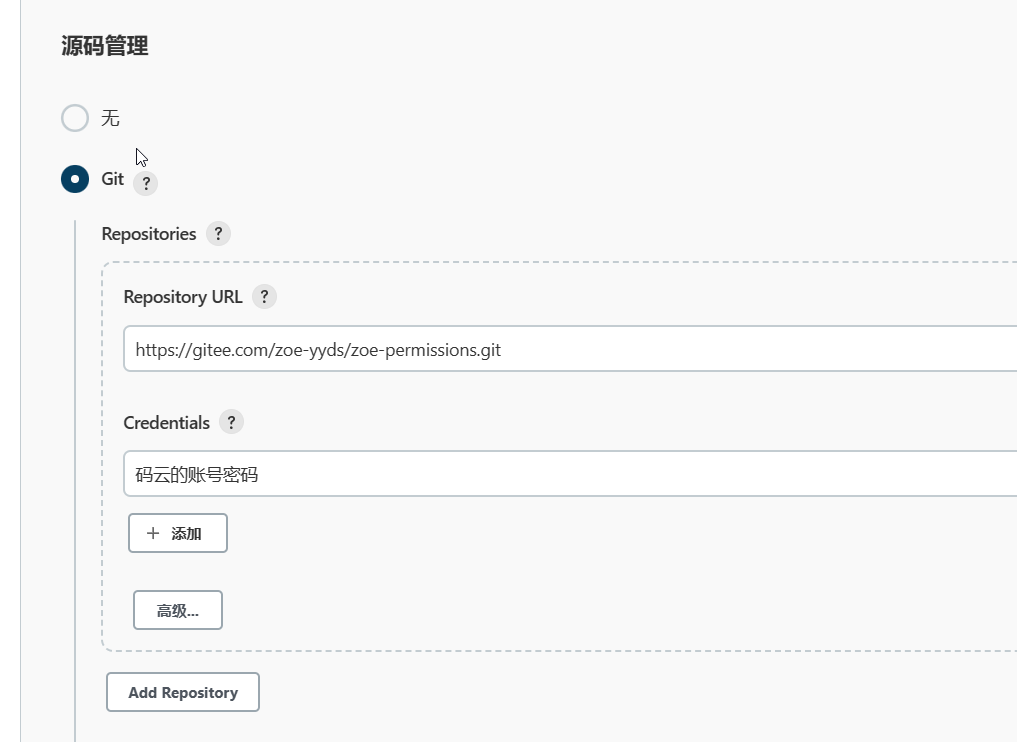 源码管理
无
Git ?
Repositories ?
Repository URL ?
https://gitee.com/zoe-yyds/zoe-permissions.git
Credentials ?
码云的账号密码
+ 添加
高级...
Add Repository